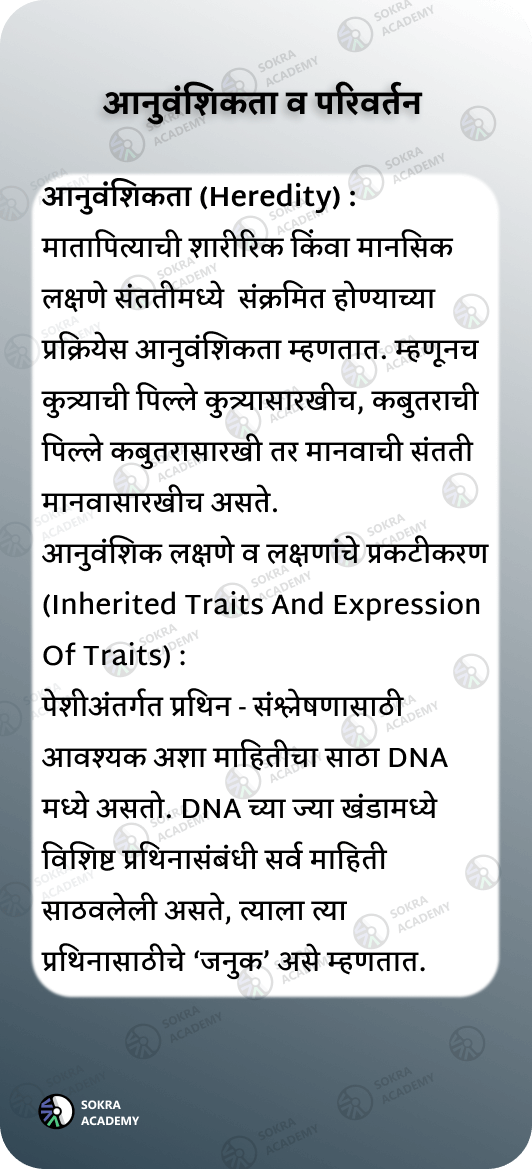 आनुवंशिकता व परिवर्तन
आनुवंशिकता (Heredity) :
मातापित्याची शारीरिक किंवा मानसिक
लक्षणे संततीमध्ये संक्रमित होण्याच्या
प्रक्रियेस आनुवंशिकता म्हणतात. म्हणूनच
कुत्र्याची पिल्ले कुत्र्यासारखीच, कबुतराची
पिल्ले कबुतरासारखी तर मानवाची संतती
मानवासारखीच असते.
आनुवंशिक लक्षणे व लक्षणांचे प्रकटीकरण
(Inherited Traits And Expression
Of Traits) :
पेशीअंतर्गत प्रथिन - संश्लेषणासाठी
आवश्यक अशा माहितीचा साठा DNA
मध्ये असतो. DNA च्या ज्या खंडामध्ये
विशिष्ट प्रथिनासंबंधी सर्व माहिती
साठवलेली असते, त्याला त्या
प्रथिनासाठीचे ‘जनुक’ असे म्हणतात.
SOKRA
ACADEMY